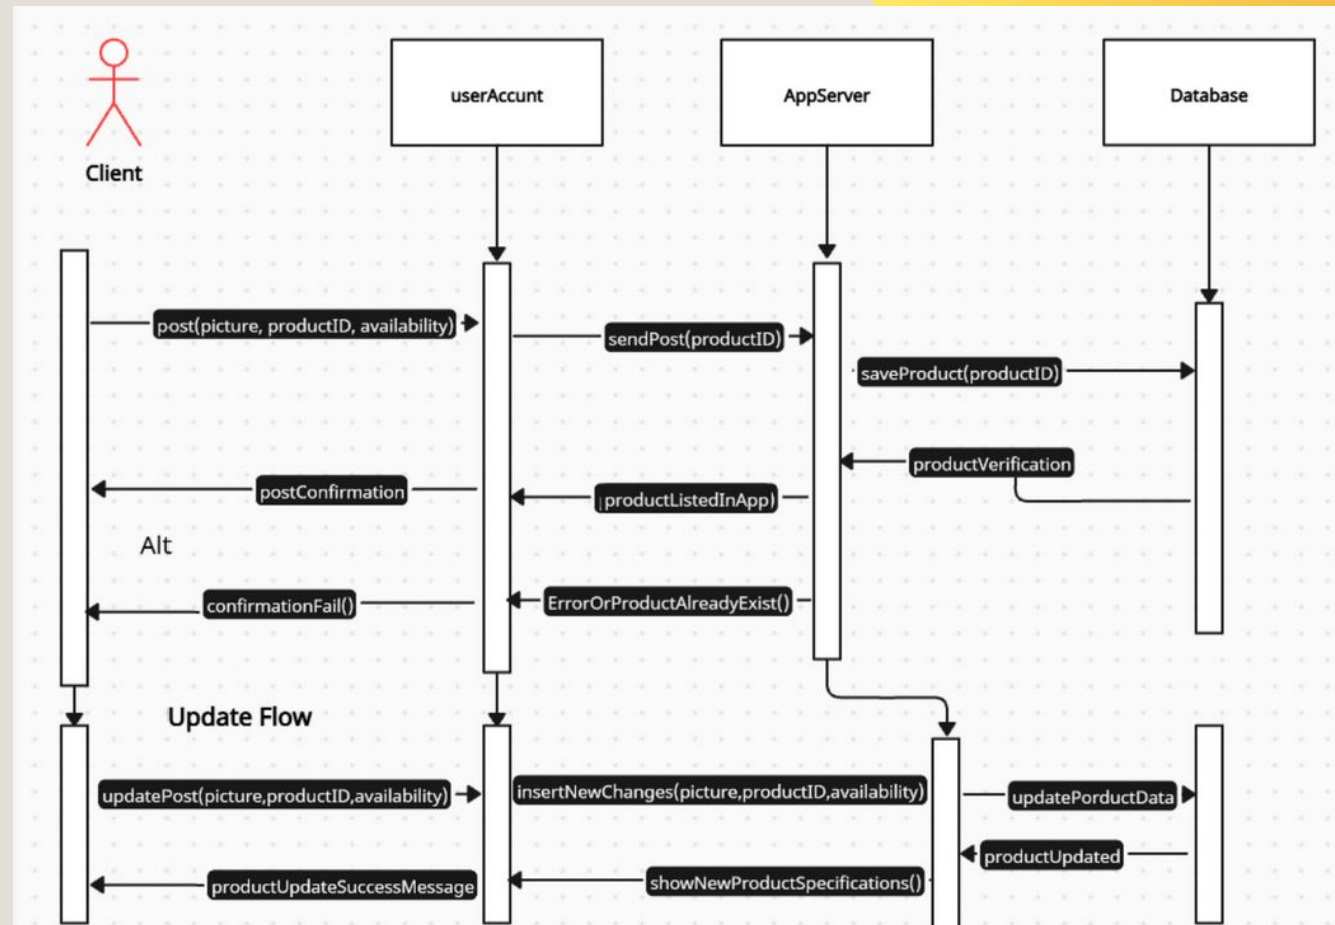 userAccunt
AppServer
Database
Client
post(picture, productID, availability)
sendPost(productID)
saveProduct(productID)
productVerification
postConfirmation
productListedInApp)
Alt
confirmationFail()
ErrorOrProductAlreadyExist()
Update Flow
updatePost(picture,productID,availability)
insertNewChanges(picture,productID,availability)
updatePorductData
productUpdated
productUpdateSuccessMessage
showNewProductSpecifications()